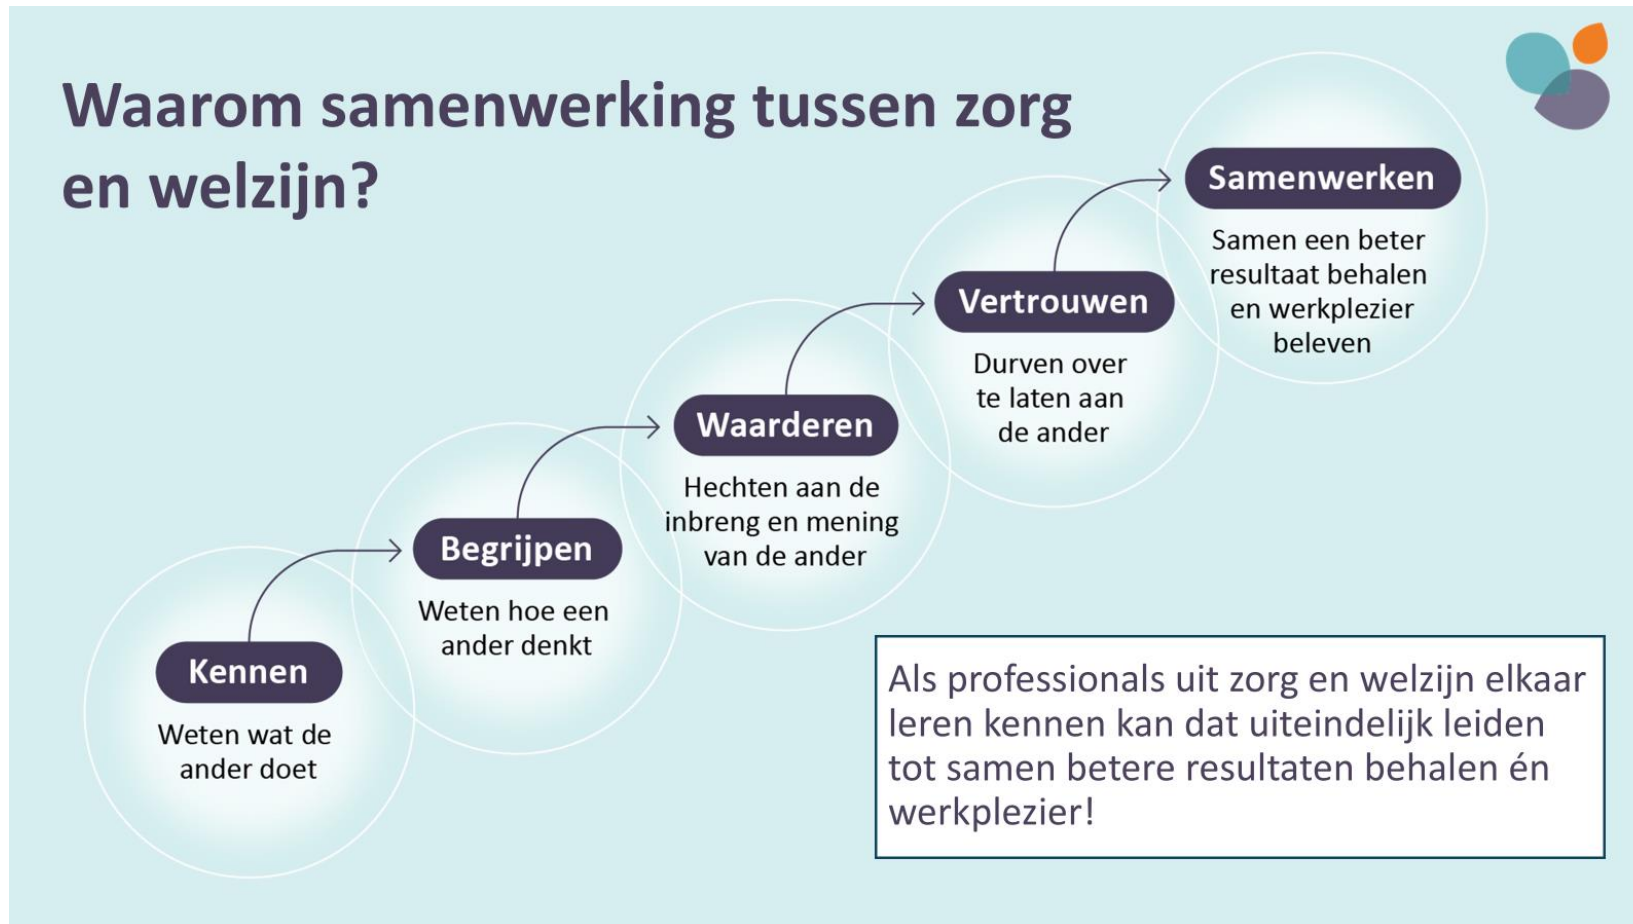 Waarom samenwerking tussen zorg
en welzijn?
Samenwerken
Samen een beter
resultaat behalen
en werkplezier
beleven
Vertrouwen
Durven over
te laten aan
de ander
Waarderen
Hechten aan de
inbreng en mening
van de ander
Begrijpen
Weten hoe een
ander denkt
Kennen
Weten wat de
ander doet
Als professionals uit zorg en welzijn elkaar
leren kennen kan dat uiteindelijk leiden
tot samen betere resultaten behalen én
werkplezier!